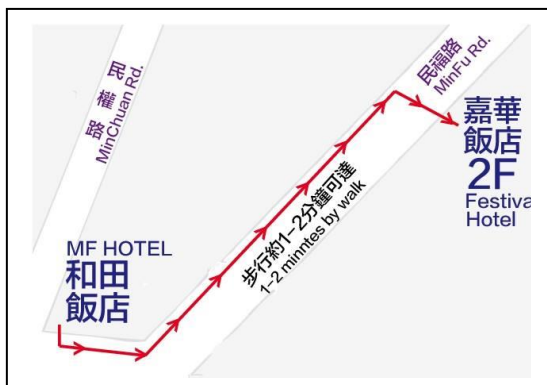 民權路
MinChuan Rd.
民福路
MinFu Rd.
嘉華
飯店
2F
Festiva
Hotel
步行約1-2分鐘可達
1-2 minntes by walk
MF HOTEL
和田
飯店